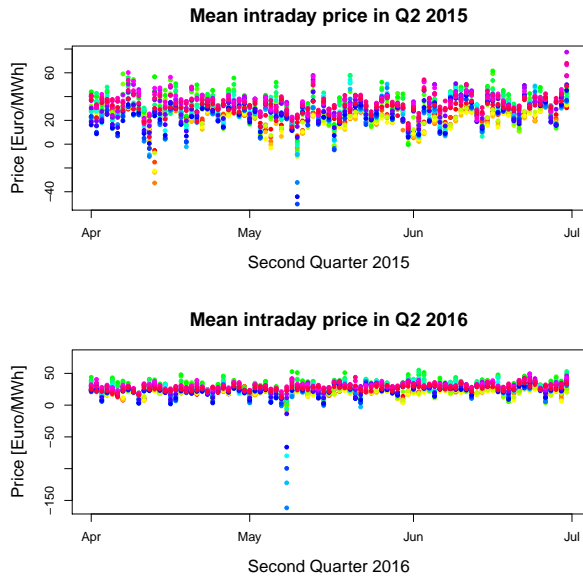 Mean intraday price in Q2 2015
Price [Euro/MWh]
60
20
0
-40
Apr
May
Jun
Jul
Second Quarter 2015
Mean intraday price in Q2 2016
Price [Euro/MWh]
50
0
-50
-150
Apr
May
Jun
Jul
Second Quarter 2016